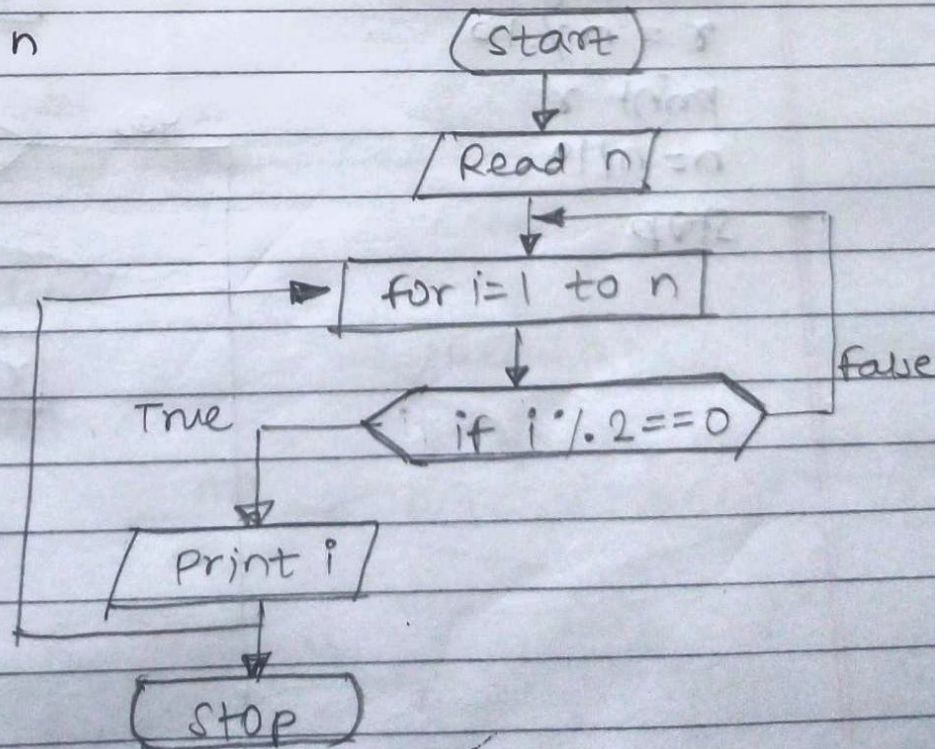 n
Start
Read n
for i=1 to n
if i % 2 == 0
True
False
Print i
Stop